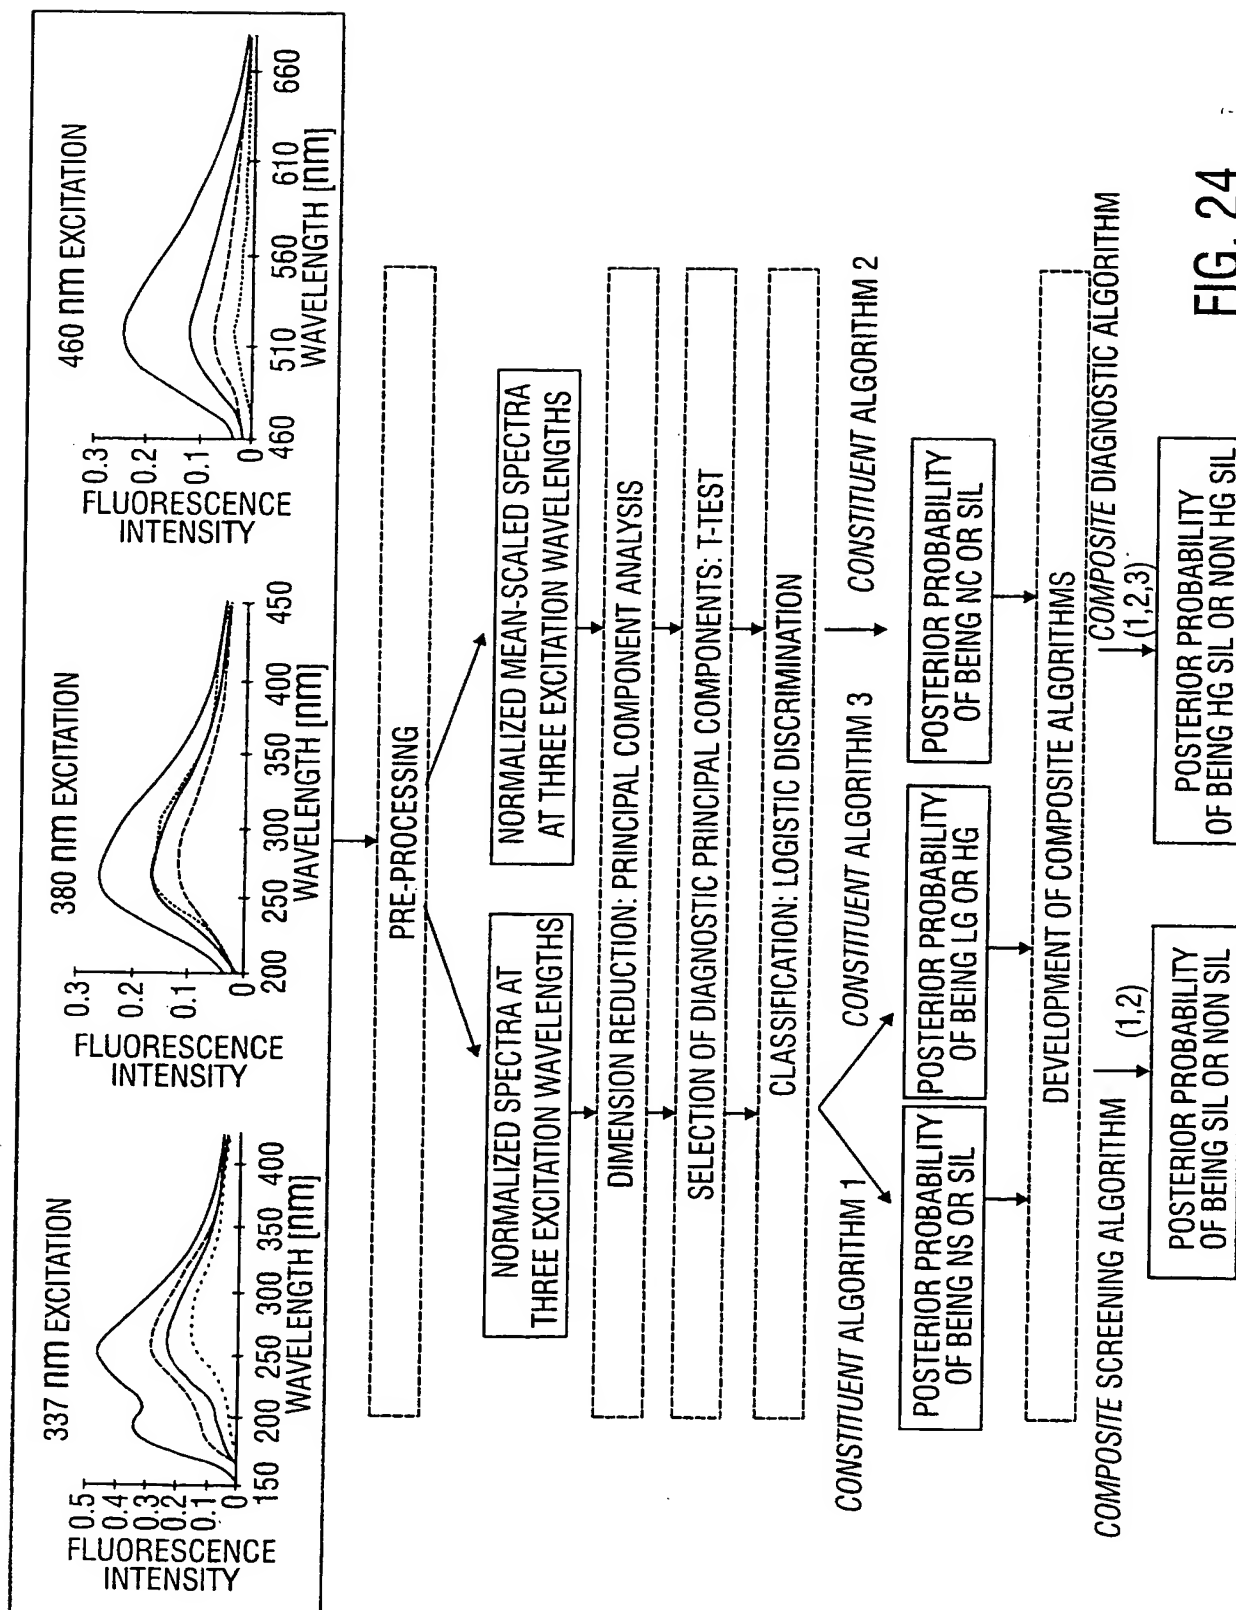 337 nm EXCITATION
0.5
0.4
0.3
0.2
0.1
0
FLUORESCENCE
INTENSITY
150 200 250 300 350 400
WAVELENGTH [nm]
380 nm EXCITATION
0.3
0.2
0.1
0
FLUORESCENCE
INTENSITY
200 250 300 350 400 450
WAVELENGTH [nm]
460 nm EXCITATION
0.3
0.2
0.1
0
FLUORESCENCE
INTENSITY
460 510 560 610 660
WAVELENGTH [nm]
PRE-PROCESSING
NORMALIZED SPECTRA AT
THREE EXCITATION WAVELENGTHS
NORMALIZED MEAN-SCALED SPECTRA
AT THREE EXCITATION WAVELENGTHS
DIMENSION REDUCTION: PRINCIPAL COMPONENT ANALYSIS
SELECTION OF DIAGNOSTIC PRINCIPAL COMPONENTS: T-TEST
CLASSIFICATION: LOGISTIC DISCRIMINATION
CONSTITUENT ALGORITHM 1
CONSTITUENT ALGORITHM 3
CONSTITUENT ALGORITHM 2
POSTERIOR PROBABILITY
OF BEING NS OR SIL
POSTERIOR PROBABILITY
OF BEING LG OR HG
POSTERIOR PROBABILITY
OF BEING NC OR SIL
DEVELOPMENT OF COMPOSITE ALGORITHMS
COMPOSITE SCREENING ALGORITHM
(1,2)
COMPOSITE DIAGNOSTIC ALGORITHM
(1,2,3)
POSTERIOR PROBABILITY
OF BEING SIL OR NON SIL
POSTERIOR PROBABILITY
OF BEING HG SIL OR NON HG SIL
FIG. 24